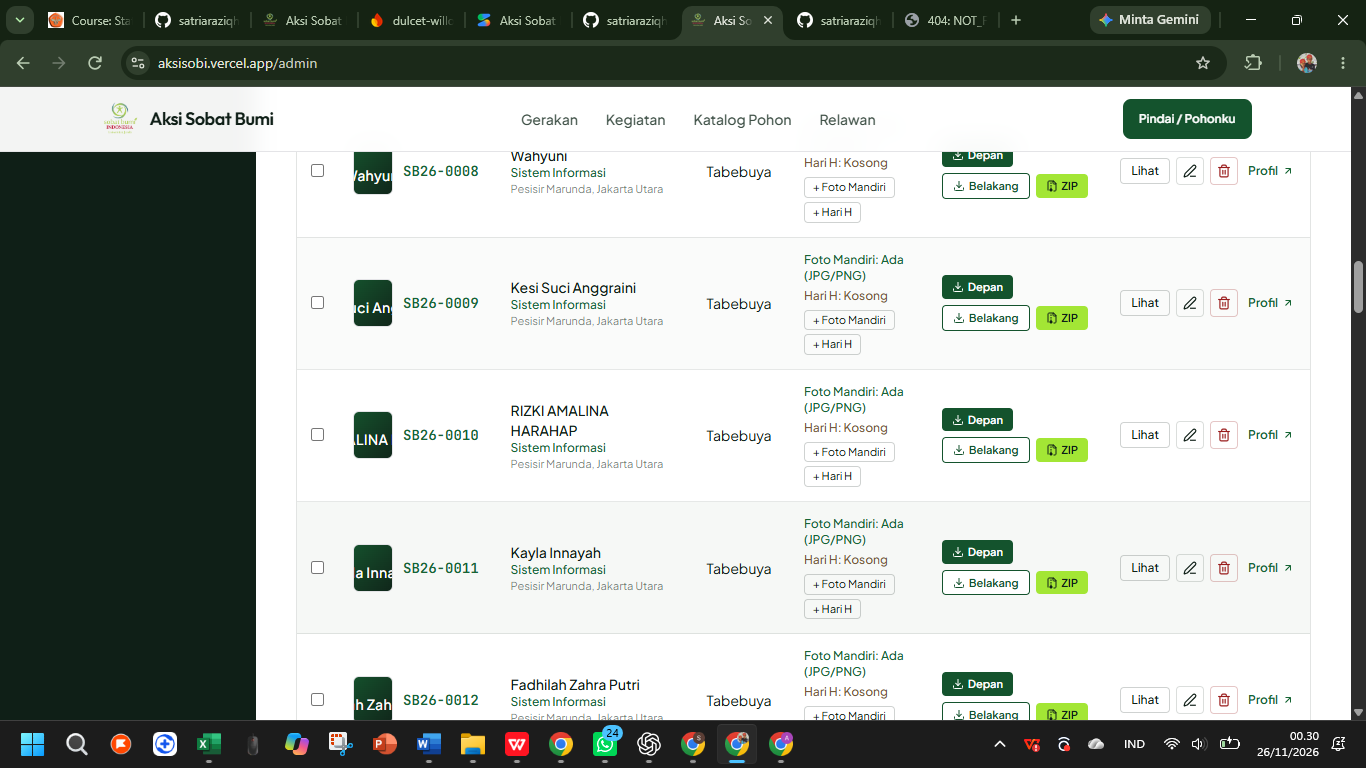 Course: Sta
satriaraziqh
Aksi Sobat
dulcet-willo
Aksi Sobat
satriaraziqh
Aksi So
satriaraziqh
404: NOT_F
Minta Gemini
aksisobi.vercel.app/admin
Aksi Sobat Bumi
Gerakan
Kegiatan
Katalog Pohon
Relawan
Pindai / Pohonku
Wahyuni
Hari H: Kosong
Depan
SB26-0008
Sistem Informasi
Tabebuya
+ Foto Mandiri
Belakang
ZIP
Lihat
Profil
Pesisir Marunda, Jakarta Utara
+ Hari H
Foto Mandiri: Ada
(JPG/PNG)
uci An
SB26-0009
Kesi Suci Anggraini
Sistem Informasi
Pesisir Marunda, Jakarta Utara
Tabebuya
Hari H: Kosong
+ Foto Mandiri
+ Hari H
Depan
Belakang
ZIP
Lihat
Profil
Foto Mandiri: Ada
(JPG/PNG)
ALINA
SB26-0010
RIZKI AMALINA
HARAHAP
Sistem Informasi
Pesisir Marunda, Jakarta Utara
Tabebuya
Hari H: Kosong
+ Foto Mandiri
+ Hari H
Depan
Belakang
ZIP
Lihat
Profil
Foto Mandiri: Ada
(JPG/PNG)
a Inna
SB26-0011
Kayla Innayah
Sistem Informasi
Pesisir Marunda, Jakarta Utara
Tabebuya
Hari H: Kosong
+ Foto Mandiri
+ Hari H
Depan
Belakang
ZIP
Lihat
Profil
Foto Mandiri: Ada
(JPG/PNG)
h Zah
SB26-0012
Fadhilah Zahra Putri
Sistem Informasi
Pesisir Marunda, Jakarta Utara
Tabebuya
Hari H: Kosong
+ Foto Mandiri
Depan
Belakang
ZIP
Lihat
Profil
24
IND
00.30
26/11/2026